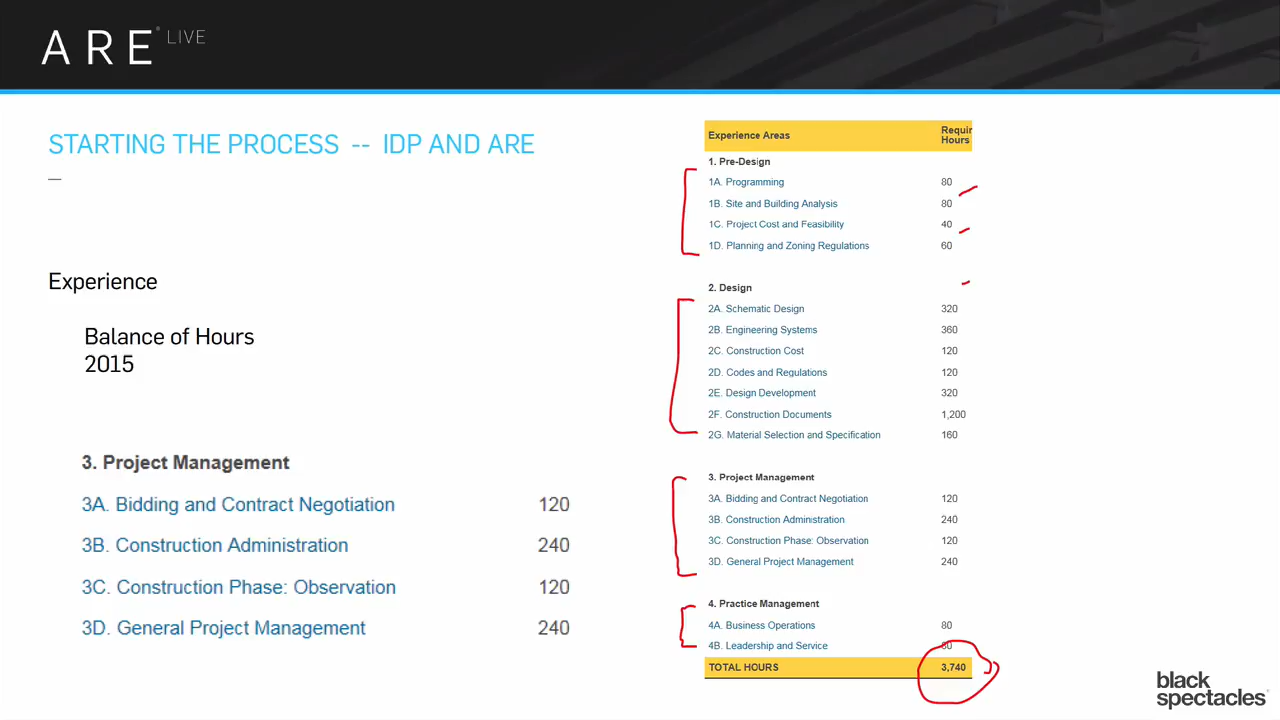 ARE® LIVE
STARTING THE PROCESS -- IDP AND ARE
—
Experience
Balance of Hours
2015
3. Project Management
3A. Bidding and Contract Negotiation 120
3B. Construction Administration 240
3C. Construction Phase: Observation 120
3D. General Project Management 240
Experience Areas Requir
Hours
1. Pre-Design
1A. Programming 80
1B. Site and Building Analysis 80
1C. Project Cost and Feasibility 40
1D. Planning and Zoning Regulations 60
2. Design
2A. Schematic Design 320
2B. Engineering Systems 360
2C. Construction Cost 120
2D. Codes and Regulations 120
2E. Design Development 320
2F. Construction Documents 1,200
2G. Material Selection and Specification 160
3. Project Management
3A. Bidding and Contract Negotiation 120
3B. Construction Administration 240
3C. Construction Phase: Observation 120
3D. General Project Management 240
4. Practice Management
4A. Business Operations 80
4B. Leadership and Service 80
TOTAL HOURS 3,740
black
spectacles